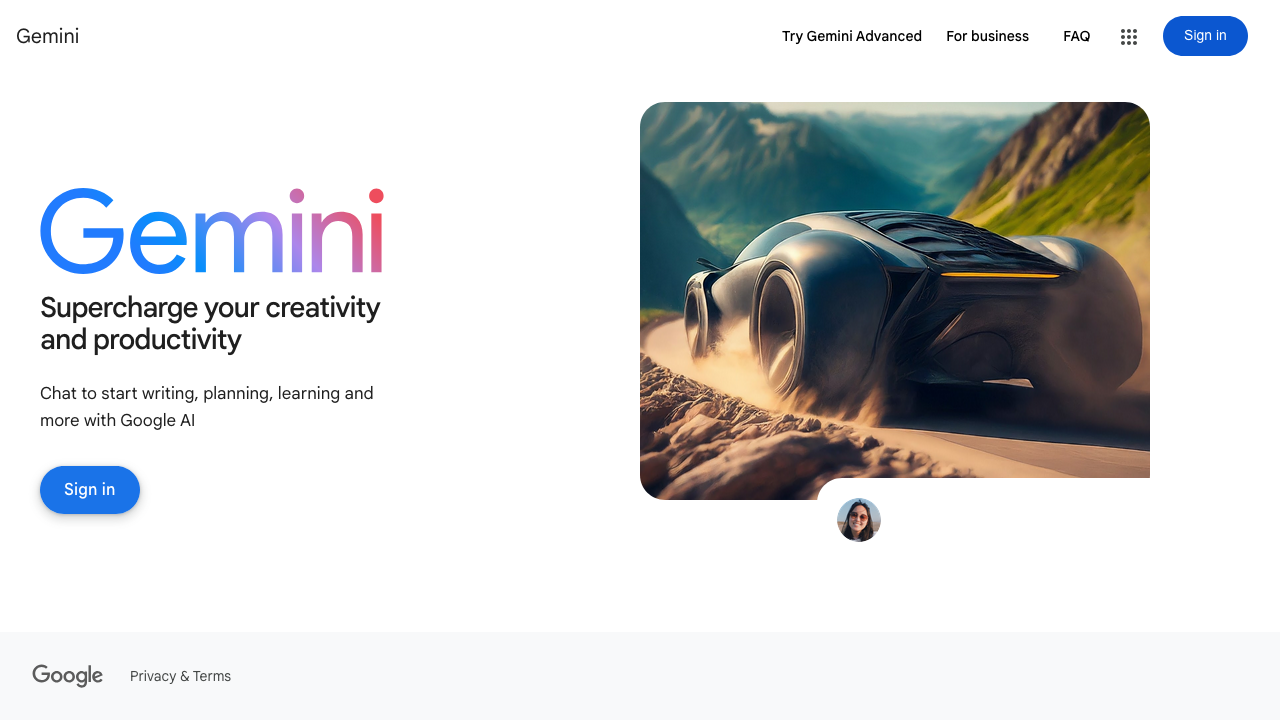 Gemini
Try Gemini Advanced
For business
FAQ
Sign in
Gemini
Supercharge your creativity
and productivity
Chat to start writing, planning, learning and
more with Google AI
Sign in
Google
Privacy & Terms